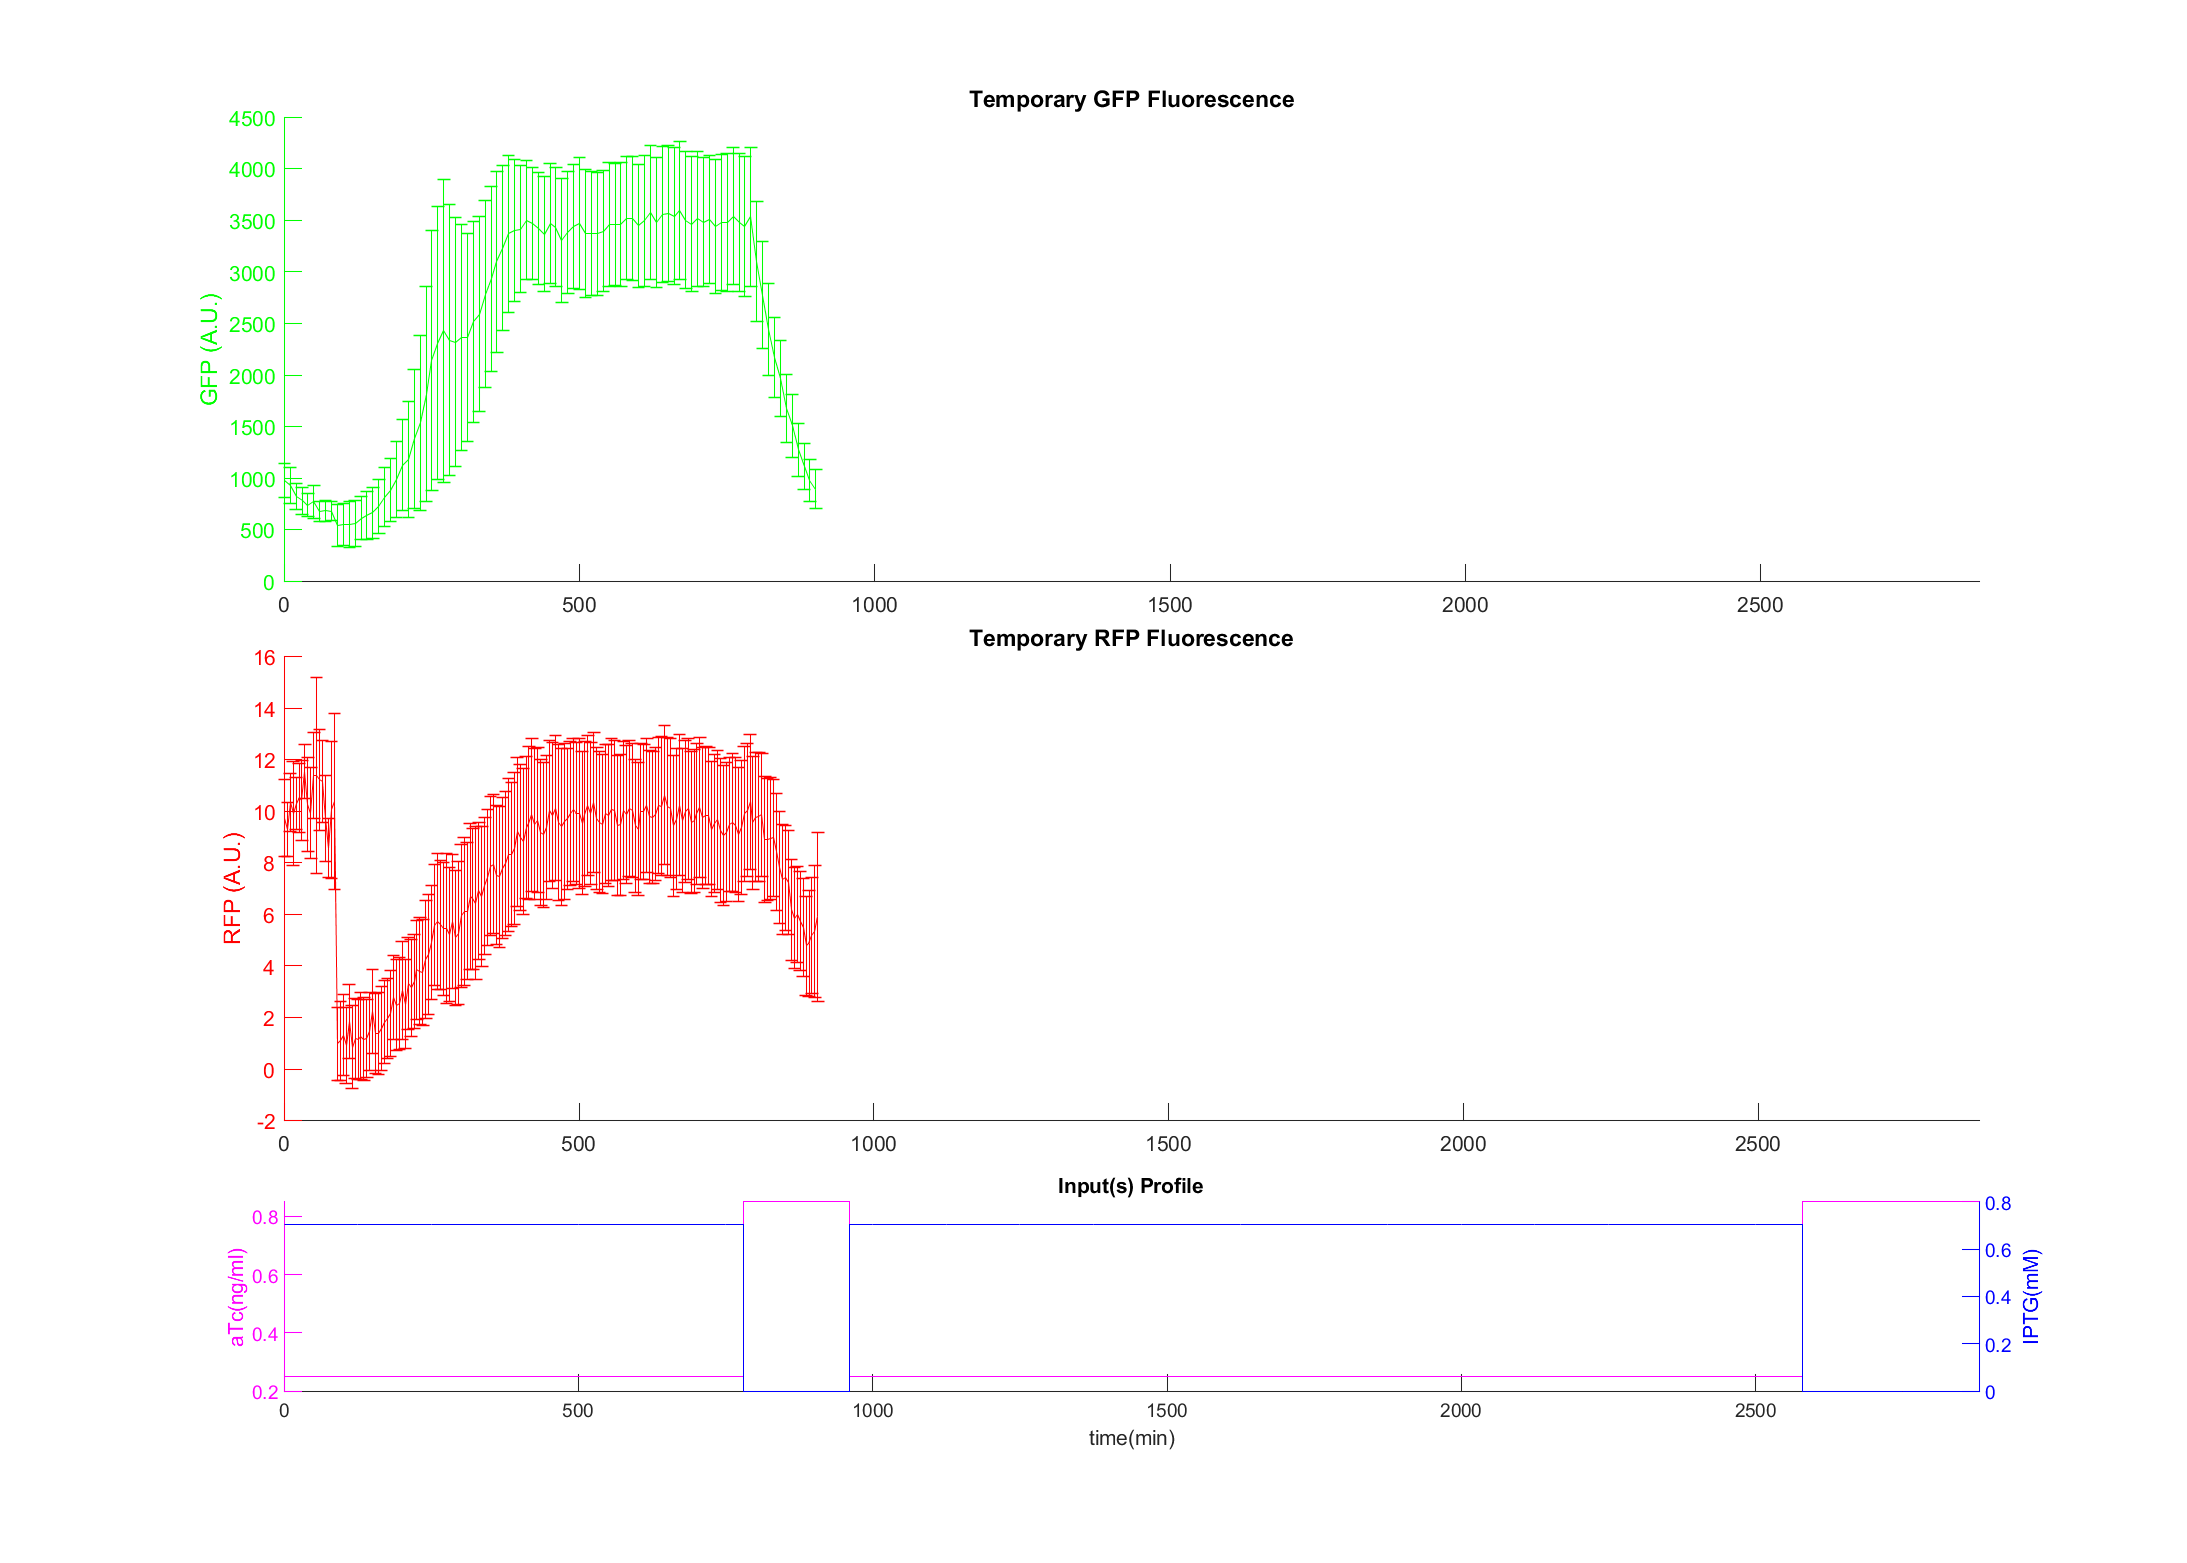 Temporary GFP Fluorescence
4500
4000
3500
3000
2500
2000
1500
1000
500
0
GFP (A.U.)
0 500 1000 1500 2000 2500
Temporary RFP Fluorescence
16
14
12
10
8
6
4
2
0
-2
RFP (A.U.)
0 500 1000 1500 2000 2500
Input(s) Profile
0.8
0.6
0.4
0.2
aTc(ng/ml)
0.8
0.6
0.4
0.2
0
IPTG(mM)
0 500 1000 1500 2000 2500
time(min)